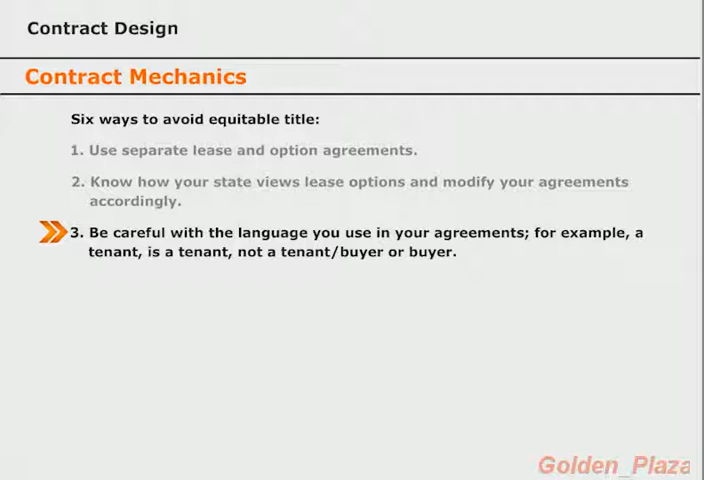 Contract Design
Contract Mechanics
Six ways to avoid equitable title:
1. Use separate lease and option agreements.
2. Know how your state views lease options and modify your agreements
accordingly.
3. Be careful with the language you use in your agreements; for example, a
tenant, is a tenant, not a tenant/buyer or buyer.
Golden_Plaza